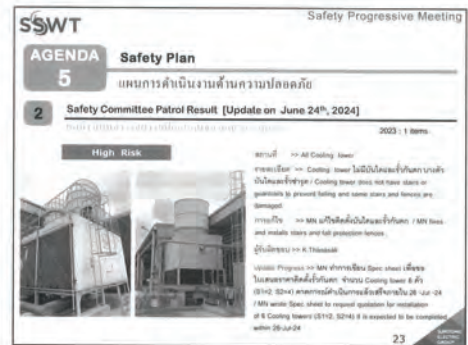 SSWT
Safety Progressive Meeting
AGENDA
5
Safety Plan
แผนการดำเนินงานด้านความปลอดภัย
2
Safety Committee Patrol Result [Update on June 24th, 2024]
2023 : 1 items
High Risk
สถานที่ >> All Cooling tower
รายละเอียด >> Cooling tower ไม่มีบันไดและรั้วกันตก บางตัว
บันไดและรั้วชำรุด / Cooling tower does not have stairs or
guardrails to prevent falling and some stairs and fences are
damaged.
การแก้ไข >> MN แก้ไขติดตั้งบันไดและรั้วกันตก / MN fixes
and installs stairs and fall protection fences.
ผู้รับผิดชอบ >> K.
Update Progress >> MN ทำการเขียน Spec sheet เพื่อขอ
ใบเสนอราคาติดตั้งรั้วกันตก จำนวน Cooling tower 6 ตัว
(S1=2, S2=4) คาดการณ์ดำเนินการแล้วเสร็จภายใน 26-Jul-24
/ MN wrote Spec sheet to request quotation for installation
of 6 Cooling towers (S1=2, S2=4) it is expected to be completed
within 26-Jul-24
23
SUMITOMO
ELECTRIC
GROUP